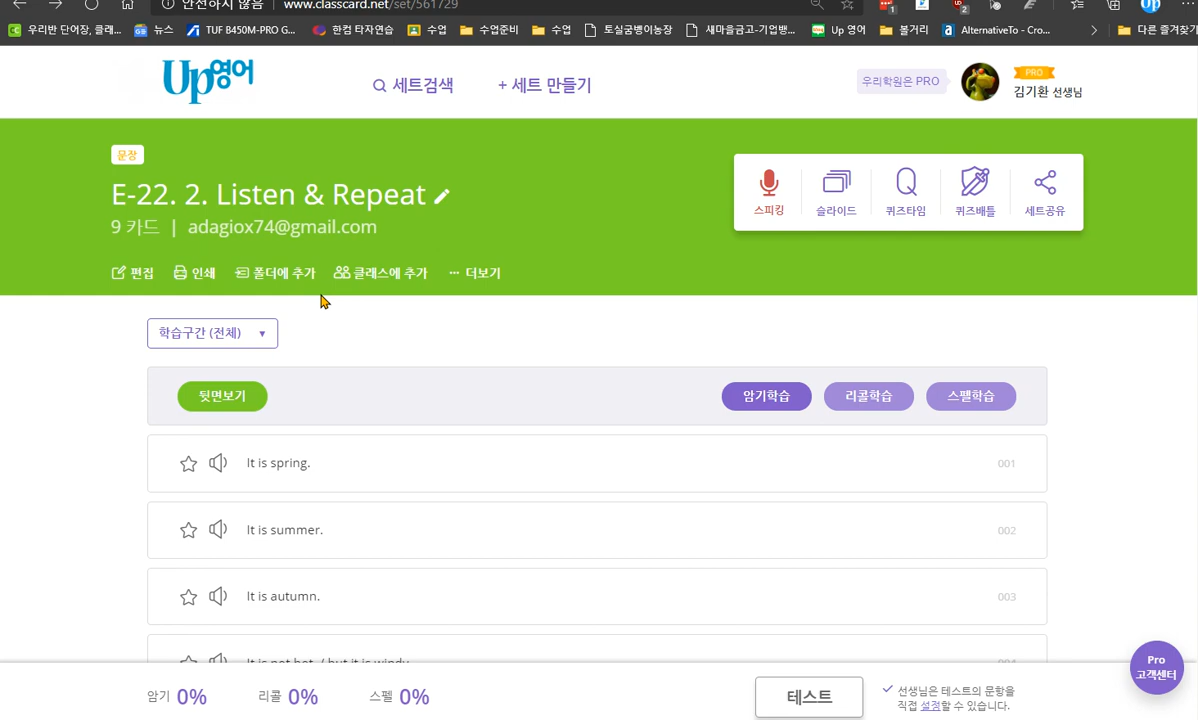 안전하지 않음 | www.classcard.net/set/561729
우리반 단어장, 클래... 뉴스 TUF B450M-PRO G... 한컴 타자연습 수업 수업준비 수업 토실굼벵이농장 새마을금고-기업뱅... Up 영어 볼거리 AlternativeTo - Cro... 다른 즐겨찾기
Up영어
세트검색
+ 세트 만들기
우리학원은 PRO
PRO
김기환 선생님
문장
E-22. 2. Listen & Repeat
9 카드 | adagiox74@gmail.com
스피킹 슬라이드 퀴즈타임 퀴즈배틀 세트공유
편집 인쇄 폴더에 추가 클래스에 추가 ··· 더보기
학습구간 (전체) ▼
뒷면보기 암기학습 리콜학습 스펠학습
It is spring. 001
It is summer. 002
It is autumn. 003
It is not hot, / but it is windy. 004
암기 0% 리콜 0% 스펠 0%
테스트
선생님은 테스트의 문항을
직접 설정할 수 있습니다.
Pro
고객센터